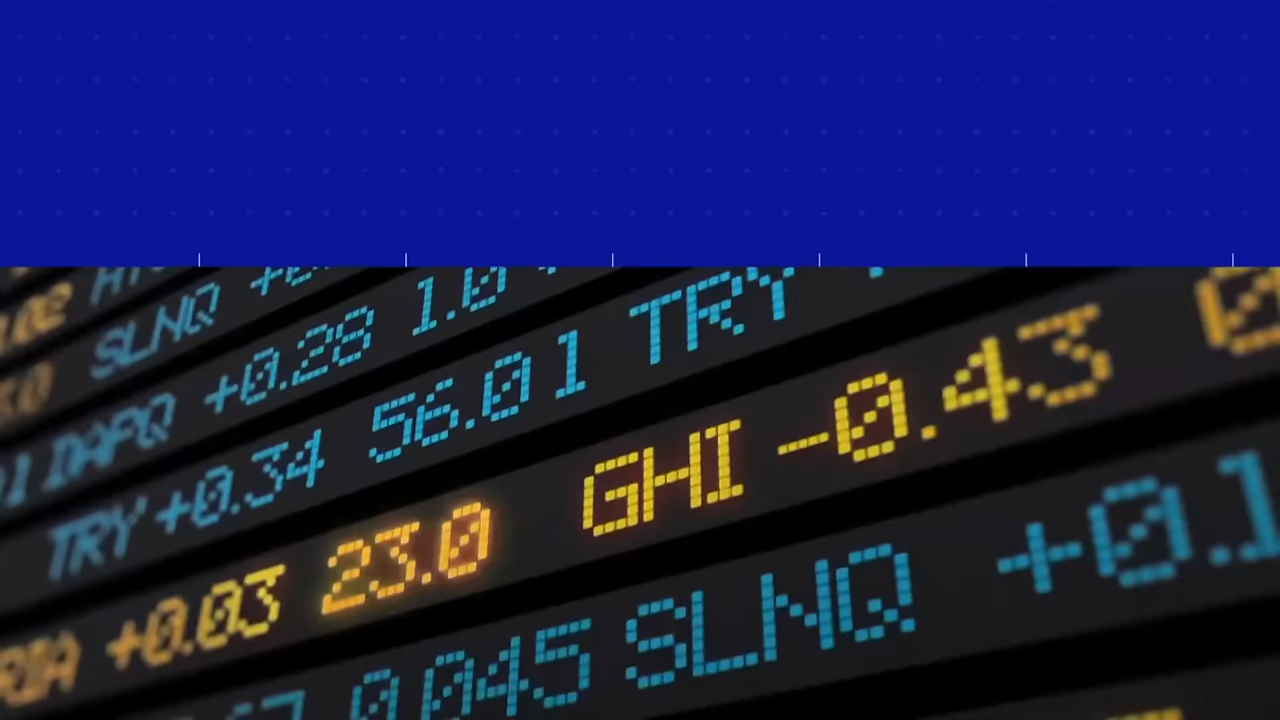 SLNQ
DAFQ +0.28 1.0
TRY +0.34 56.01 TRY
+0.03 23.0 GHI -0.43
0.045 SLNQ +0.1